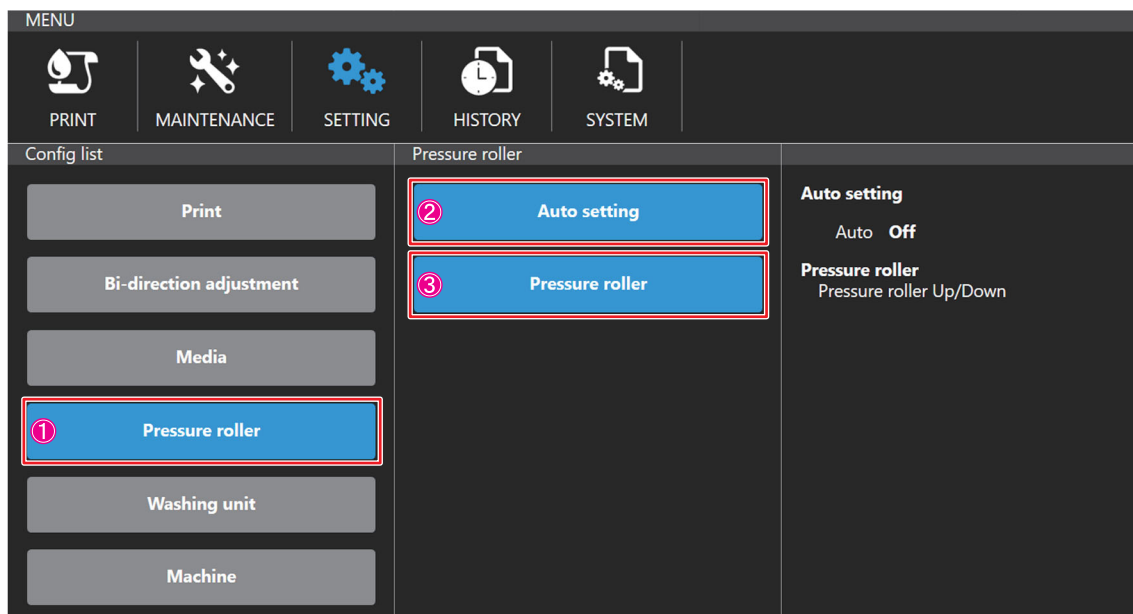 MENU
PRINT
MAINTENANCE
SETTING
HISTORY
SYSTEM
Config list
Print
Bi-direction adjustment
Media
1 Pressure roller
Washing unit
Machine
Pressure roller
2 Auto setting
3 Pressure roller
Auto setting
Auto Off
Pressure roller
Pressure roller Up/Down